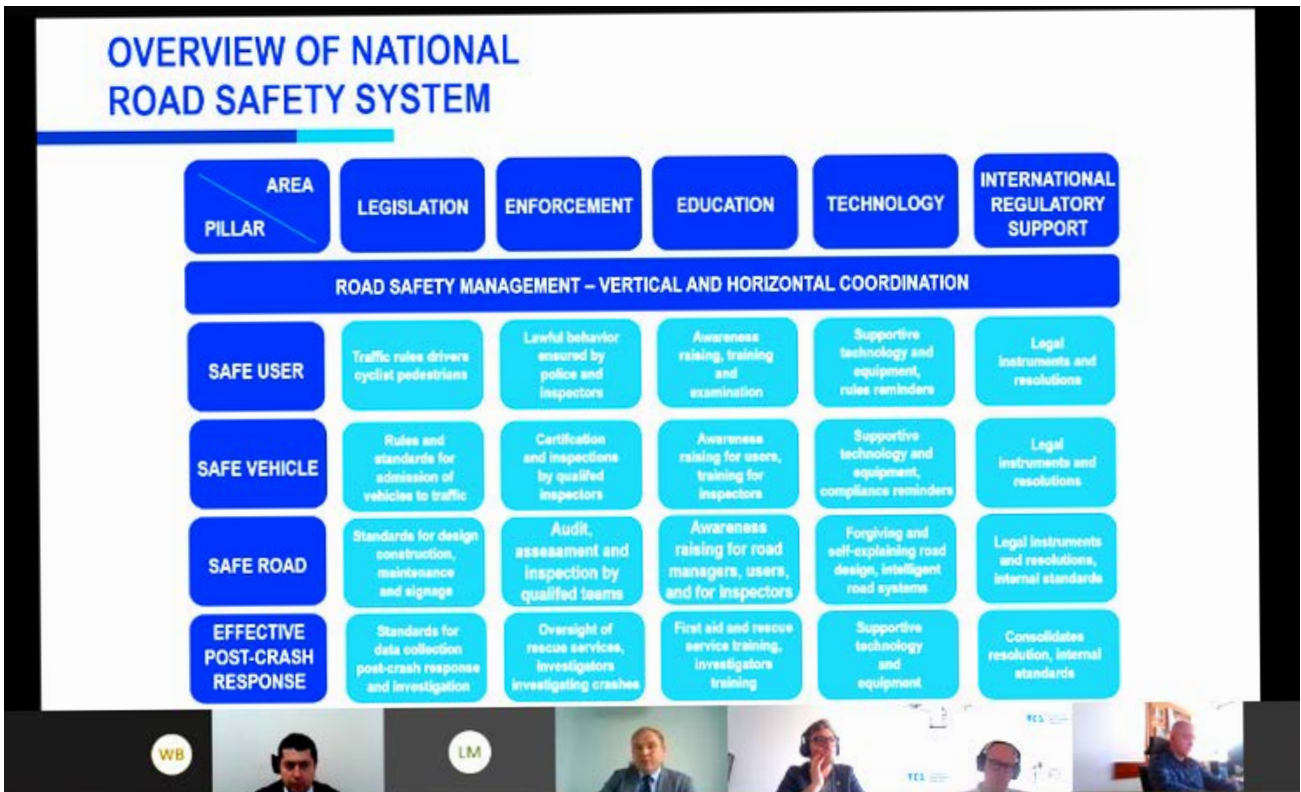 OVERVIEW OF NATIONAL
ROAD SAFETY SYSTEM
AREA
PILLAR
LEGISLATION
ENFORCEMENT
EDUCATION
TECHNOLOGY
INTERNATIONAL
REGULATORY
SUPPORT
ROAD SAFETY MANAGEMENT – VERTICAL AND HORIZONTAL COORDINATION
SAFE USER
Traffic rules drivers
cyclist pedestrians
Lawful behavior
ensured by
police and
inspectors
Awareness
raising, training
and
examination
Supportive
technology and
equipment,
rules reminders
Legal
instruments and
resolutions
SAFE VEHICLE
Rules and
standards for
admission of
vehicles to traffic
Certifcation
and inspections
by qualifed
inspectors
Awareness
raising for users,
training for
inspectors
Supportive
technology and
equipment,
compliance reminders
Legal
instruments and
resolutions
SAFE ROAD
Standards for design
construction,
maintenance
and signage
Audit,
assessment and
inspection by
qualifed teams
Awareness
raising for road
managers, users,
and for inspectors
Forgiving and
self-explaining road
design, intelligent
road systems
Legal instruments
and resolutions,
internal standards
EFFECTIVE
POST-CRASH
RESPONSE
Standards for
data collection
post-crash response
and investigation
Oversight of
rescue services,
investigators
investigating crashes
First aid and rescue
service training,
investigators
training
Supportive
technology
and
equipment
Consolidates
resolution, internal
standards
WB
LM